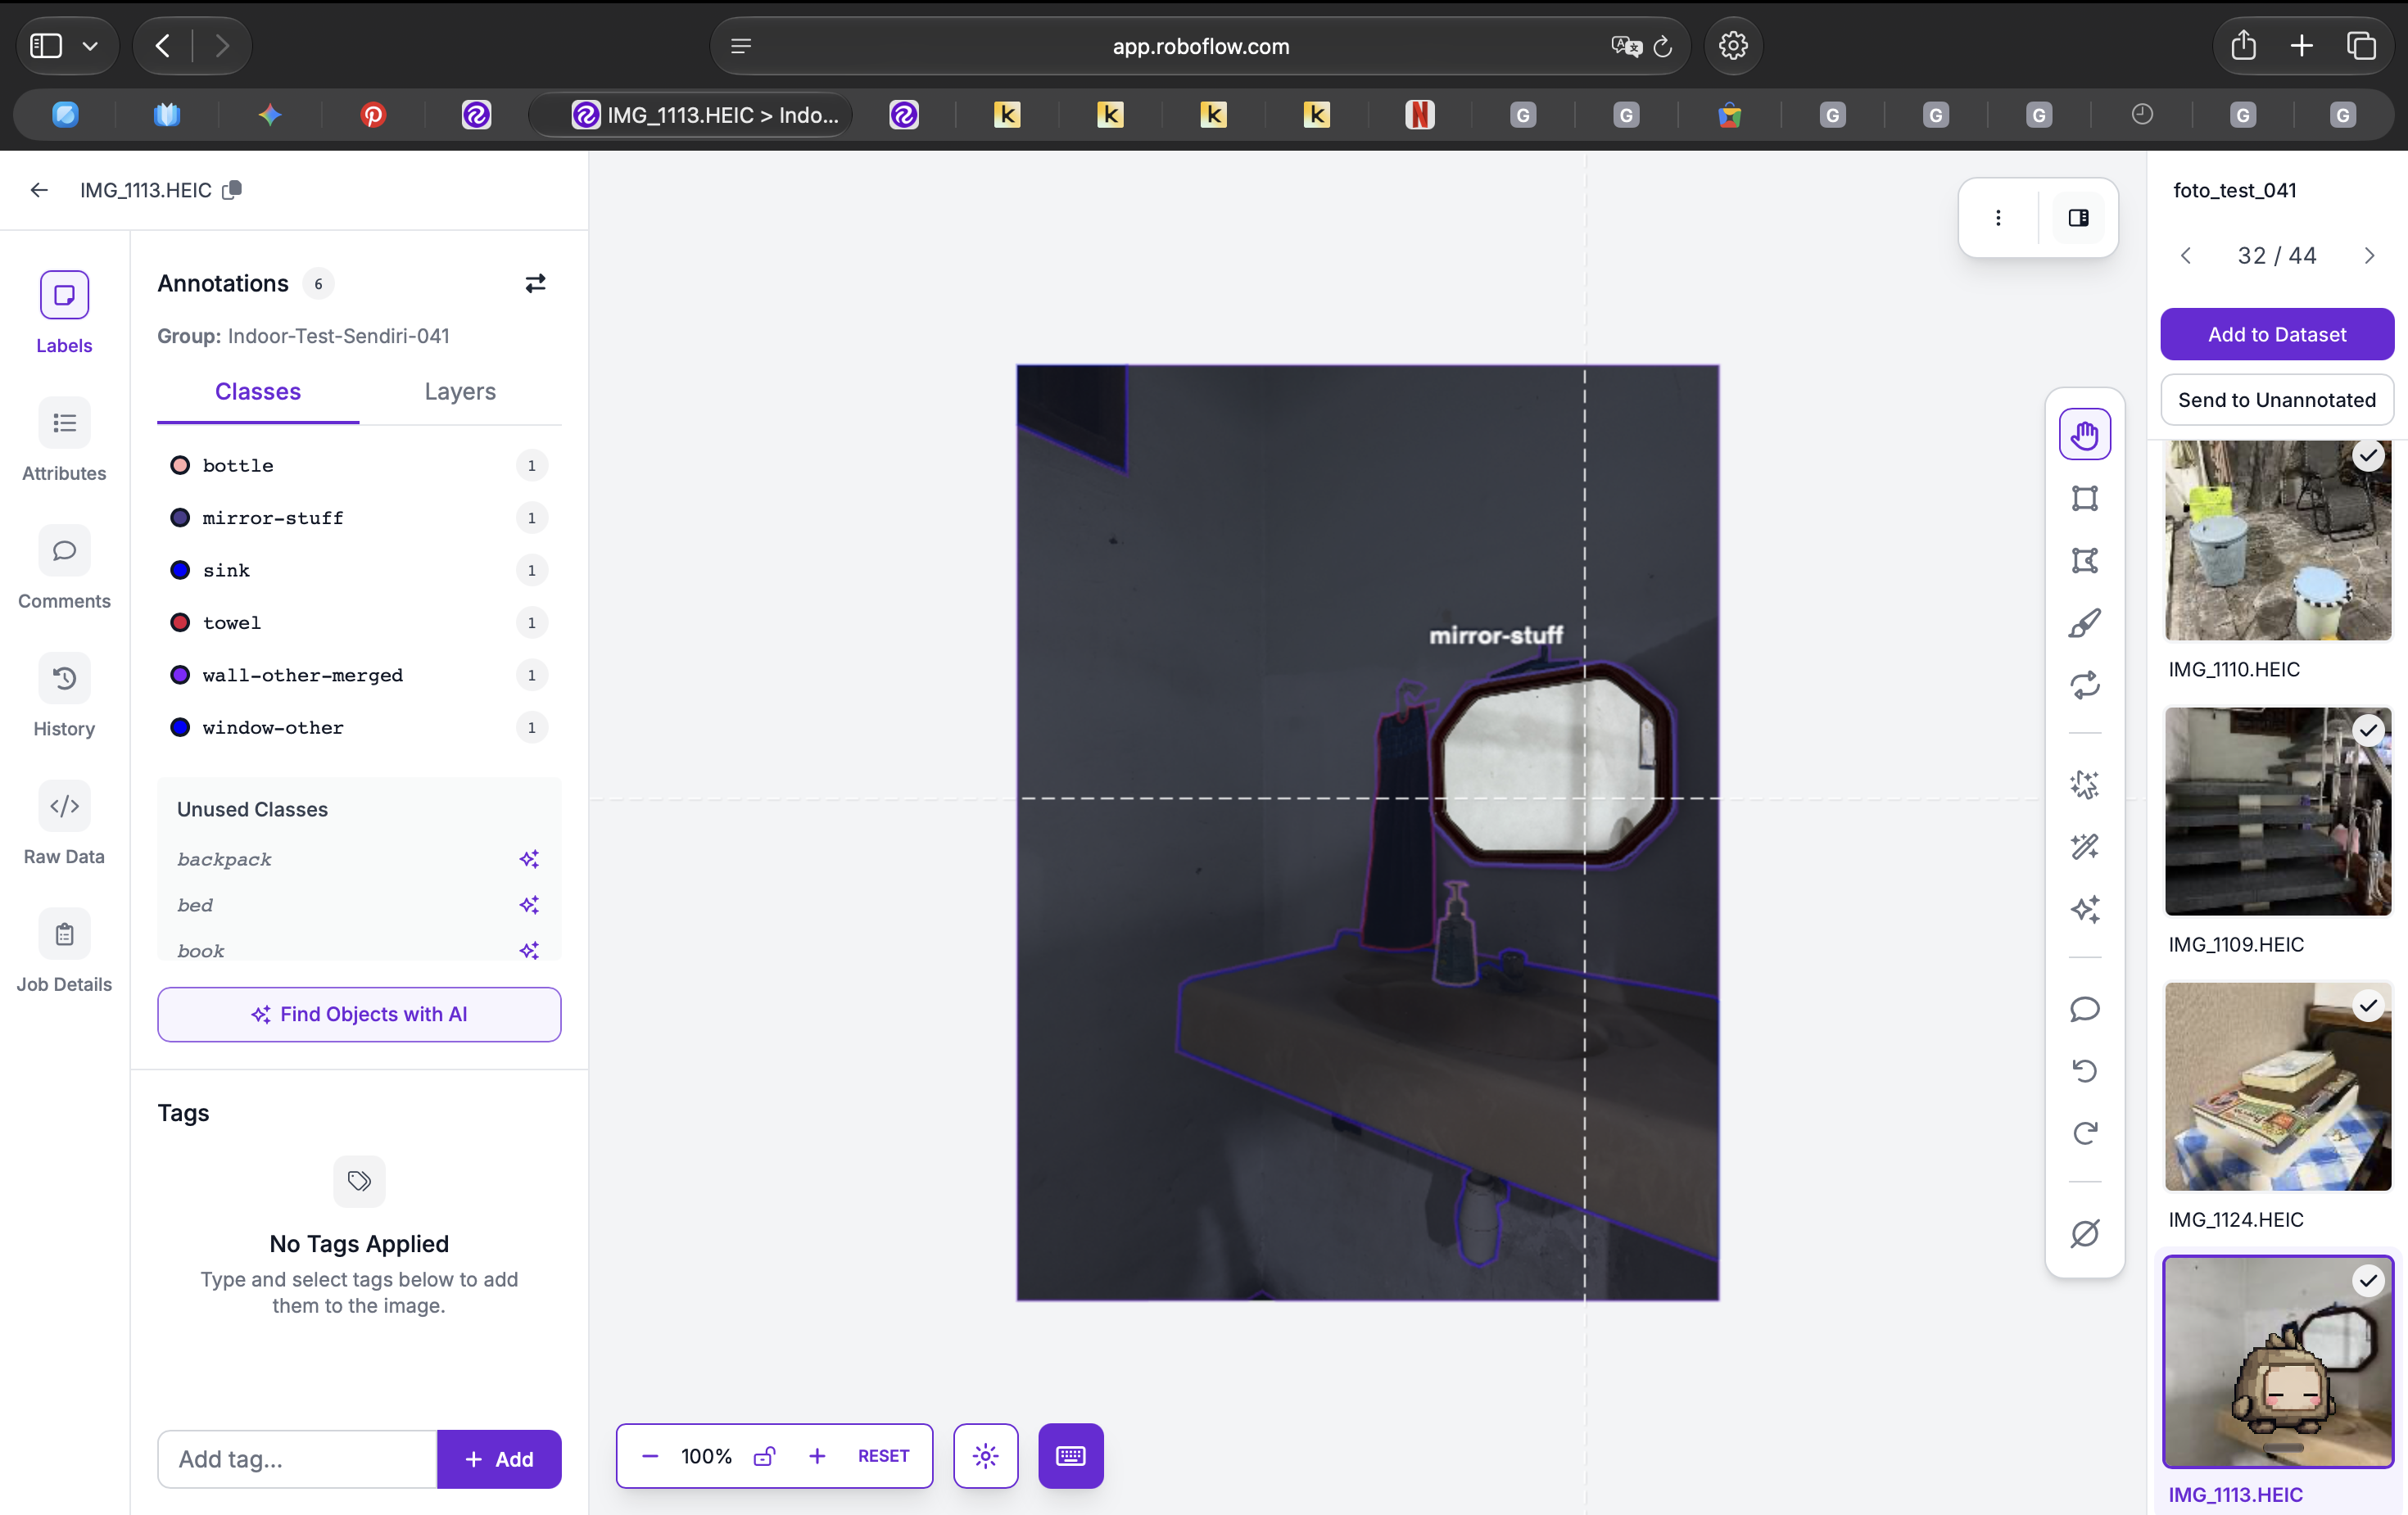 app.roboflow.com
IMG_1113.HEIC > Indo...
k
k
k
k
N
G
G
G
G
G
G
G
IMG_1113.HEIC
Labels
Attributes
Comments
History
Raw Data
Job Details
Annotations 6
Group: Indoor-Test-Sendiri-041
Classes Layers
bottle 1
mirror-stuff 1
sink 1
towel 1
wall-other-merged 1
window-other 1
Unused Classes
backpack
bed
book
Find Objects with AI
Tags
No Tags Applied
Type and select tags below to add
them to the image.
Add tag... + Add
mirror-stuff
100% RESET
foto_test_041
32 / 44
Add to Dataset
Send to Unannotated
IMG_1110.HEIC
IMG_1109.HEIC
IMG_1124.HEIC
IMG_1113.HEIC